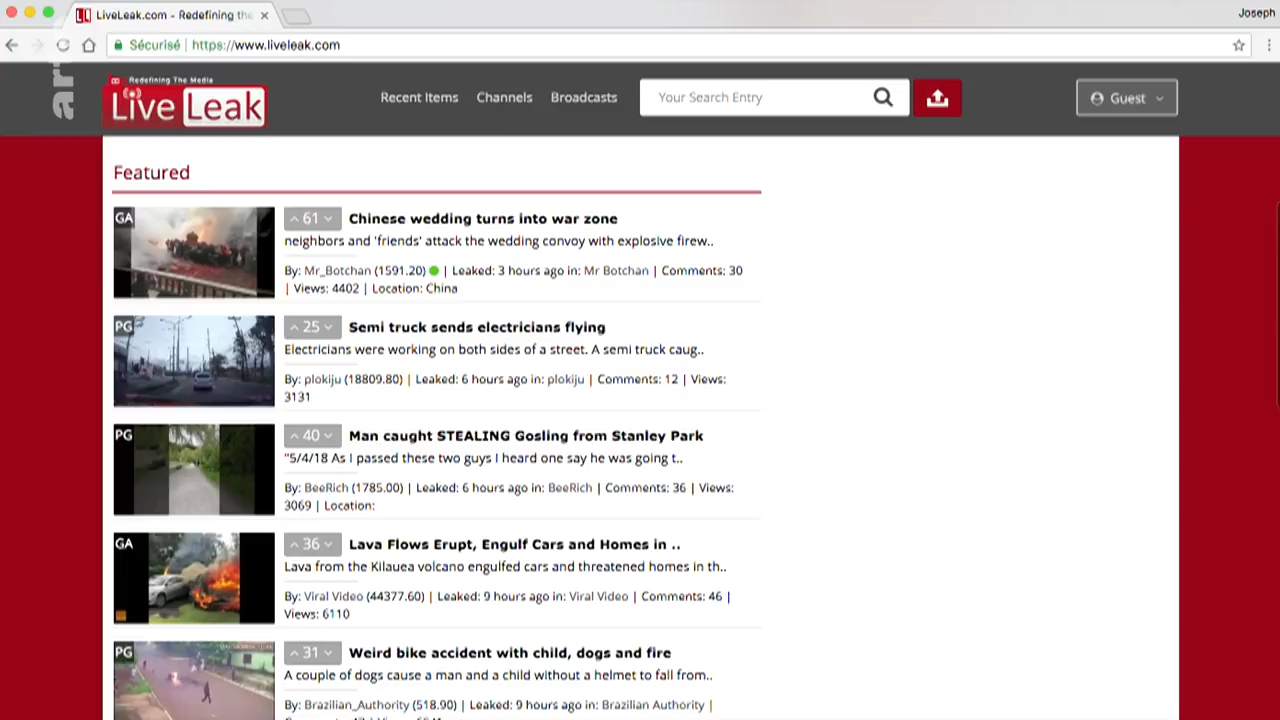 LiveLeak.com - Redefining the
Joseph
Sécurisé https://www.liveleak.com
arte
Redefining The Media
Live Leak
Recent Items
Channels
Broadcasts
Your Search Entry
Guest
Featured
GA
61
Chinese wedding turns into war zone
neighbors and 'friends' attack the wedding convoy with explosive firew..
By: Mr_Botchan (1591.20) | Leaked: 3 hours ago in: Mr Botchan | Comments: 30
| Views: 4402 | Location: China
PG
25
Semi truck sends electricians flying
Electricians were working on both sides of a street. A semi truck caug..
By: plokiju (18809.80) | Leaked: 6 hours ago in: plokiju | Comments: 12 | Views:
3131
PG
40
Man caught STEALING Gosling from Stanley Park
"5/4/18 As I passed these two guys I heard one say he was going t..
By: BeeRich (1785.00) | Leaked: 6 hours ago in: BeeRich | Comments: 36 | Views:
3069 | Location:
GA
36
Lava Flows Erupt, Engulf Cars and Homes in ..
Lava from the Kilauea volcano engulfed cars and threatened homes in th..
By: Viral Video (44377.60) | Leaked: 9 hours ago in: Viral Video | Comments: 46 |
Views: 6110
PG
31
Weird bike accident with child, dogs and fire
A couple of dogs cause a man and a child without a helmet to fall from..
By: Brazilian_Authority (518.90) | Leaked: 9 hours ago in: Brazilian Authority |